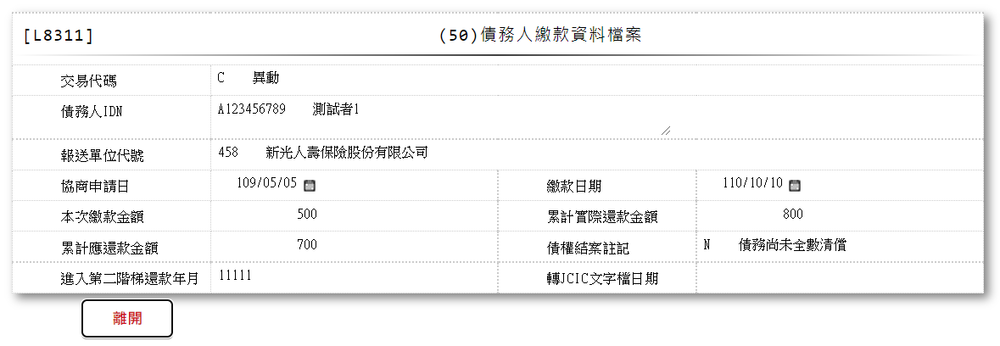 [L8311] (50)債務人繳款資料檔案
交易代碼 C 異動
債務人IDN A123456789 測試者1
報送單位代號 458 新光人壽保險股份有限公司
協商申請日 109/05/05 繳款日期 110/10/10
本次繳款金額 500 累計實際還款金額 800
累計應還款金額 700 債權結案註記 N 債務尚未全數清償
進入第二階梯還款年月 11111 轉JCIC文字檔日期
離開